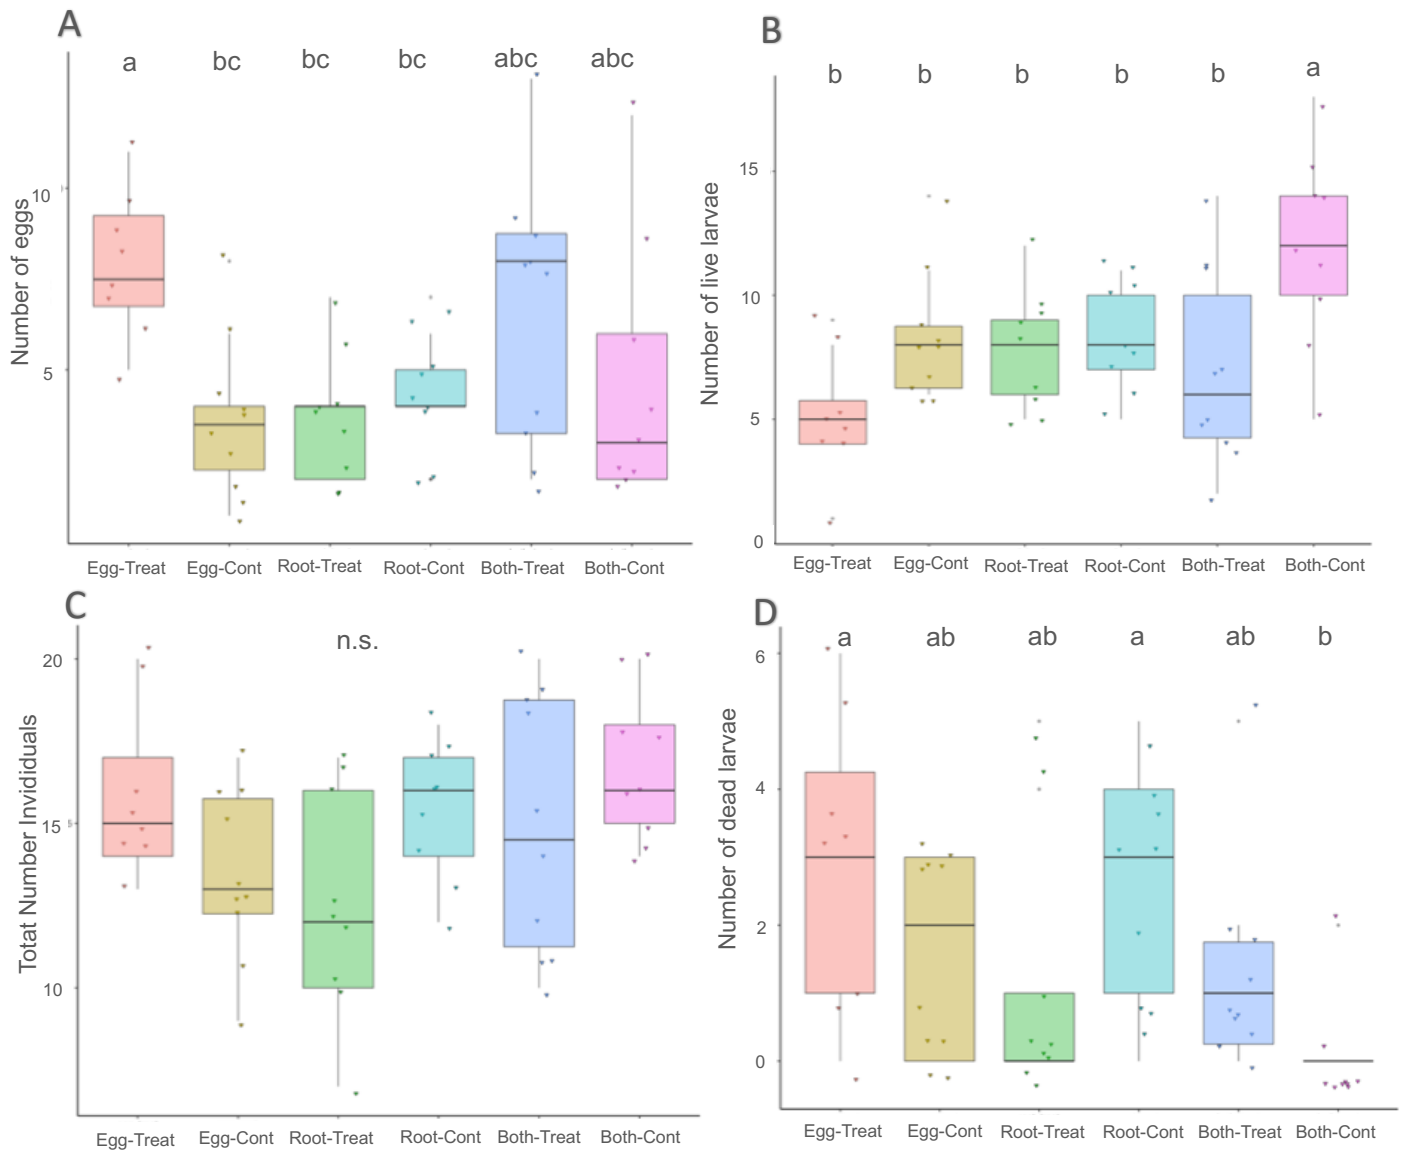 A
a bc bc bc abc abc
Number of eggs
10
5
Egg-Treat Egg-Cont Root-Treat Root-Cont Both-Treat Both-Cont
B
b b b b b a
Number of live larvae
15
10
5
0
Egg-Treat Egg-Cont Root-Treat Root-Cont Both-Treat Both-Cont
C
n.s.
Totat Number Invididuals
20
15
10
Egg-Treat Egg-Cont Root-Treat Root-Cont Both-Treat Both-Cont
D
a ab ab a ab b
Number of dead larvae
6
4
2
0
Egg-Treat Egg-Cont Root-Treat Root-Cont Both-Treat Both-Cont